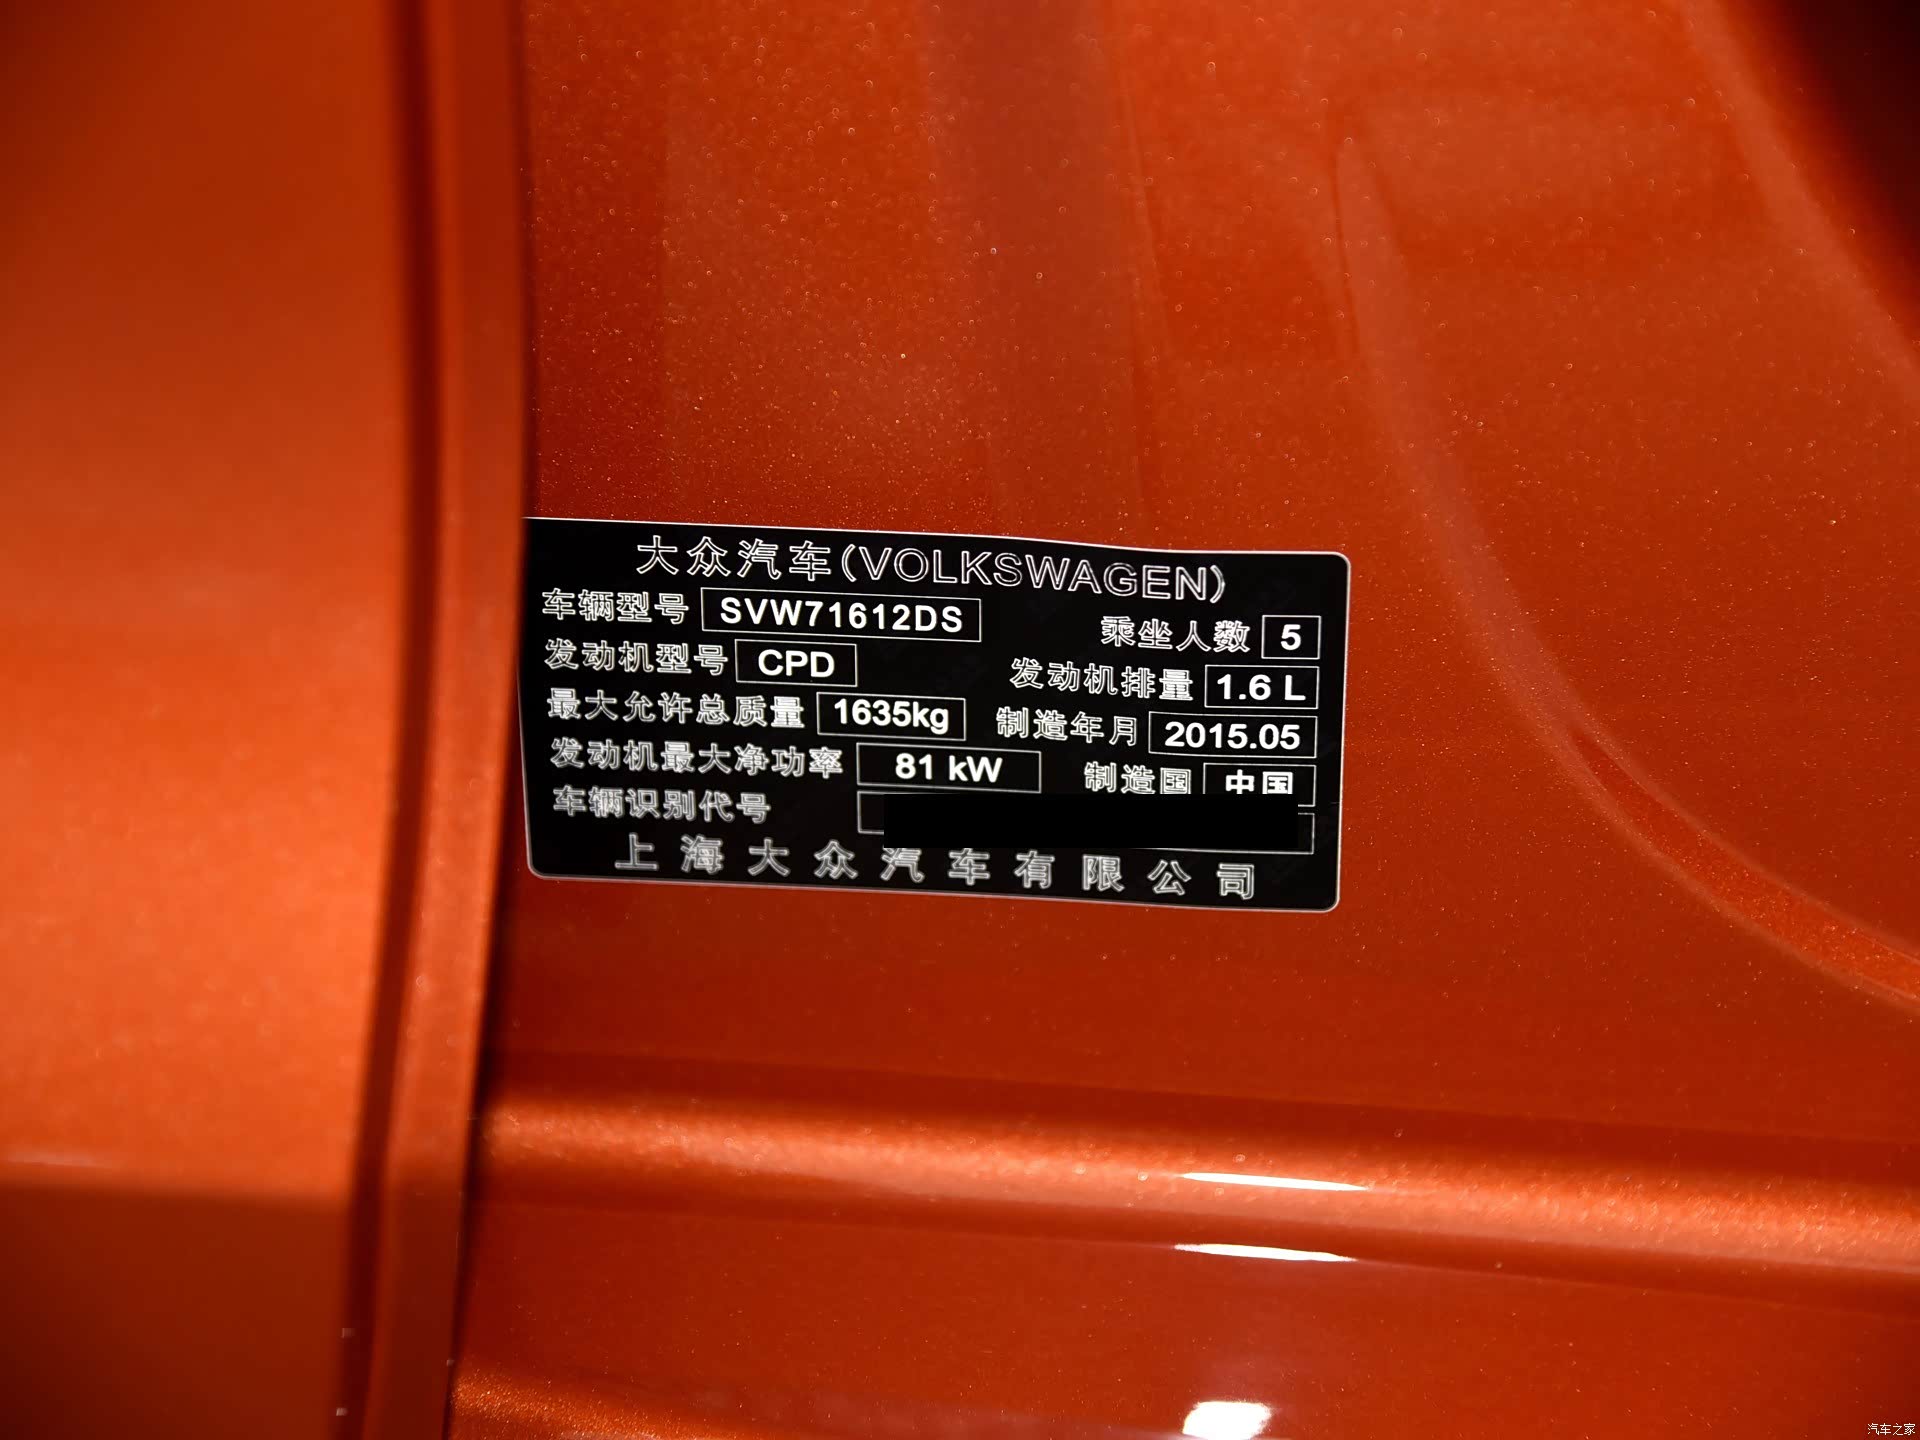 大众汽车(VOLKSWAGEN)
车辆型号 SVW71612DS 乘坐人数 5
发动机型号 CPD 发动机排量 1.6 L
最大允许总质量 1635kg 制造年月 2015.05
发动机最大净功率 81 kW 制造国 中国
车辆识别代号
上海大众汽车有限公司
汽车之家